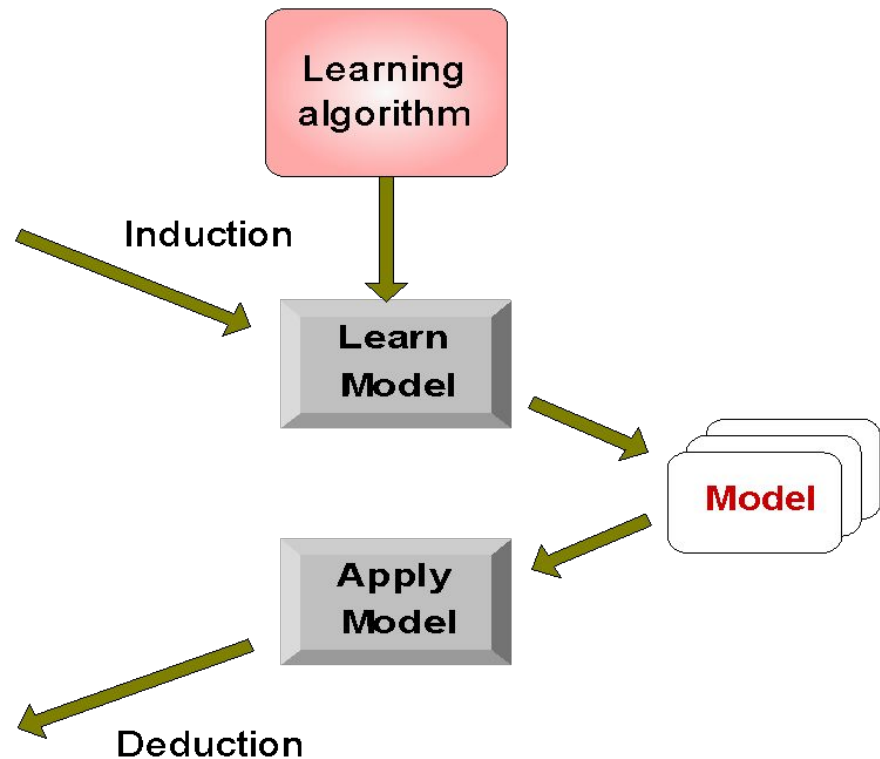 Learning
algorithm
Induction
Learn
Model
Model
Apply
Model
Deduction